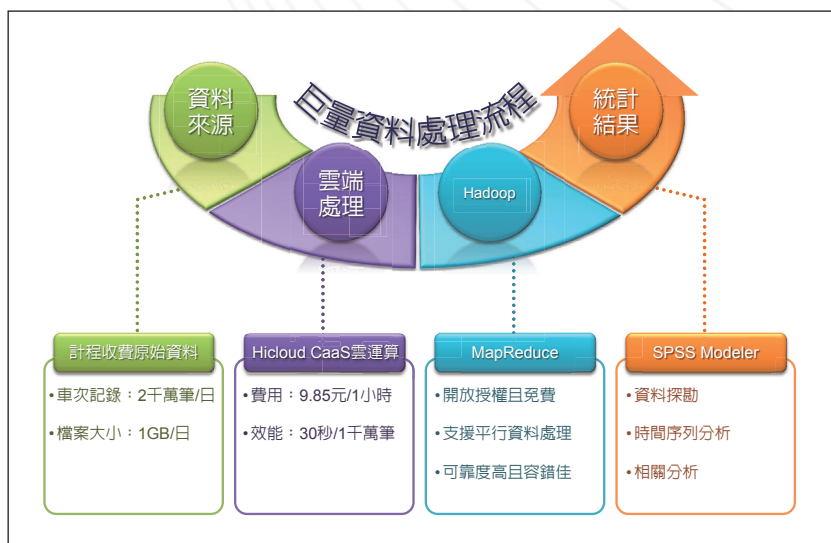 巨量資料處理流程
資料
來源
雲端
處理
Hadoop
統計
結果
計程收費原始資料
•車次記錄：2千萬筆/日
•檔案大小：1GB/日
Hicloud CaaS雲運算
•費用：9.85元/1小時
•效能：30秒/1千萬筆
MapReduce
•開放授權且免費
•支援平行資料處理
•可靠度高且容錯佳
SPSS Modeler
•資料探勘
•時間序列分析
•相關分析